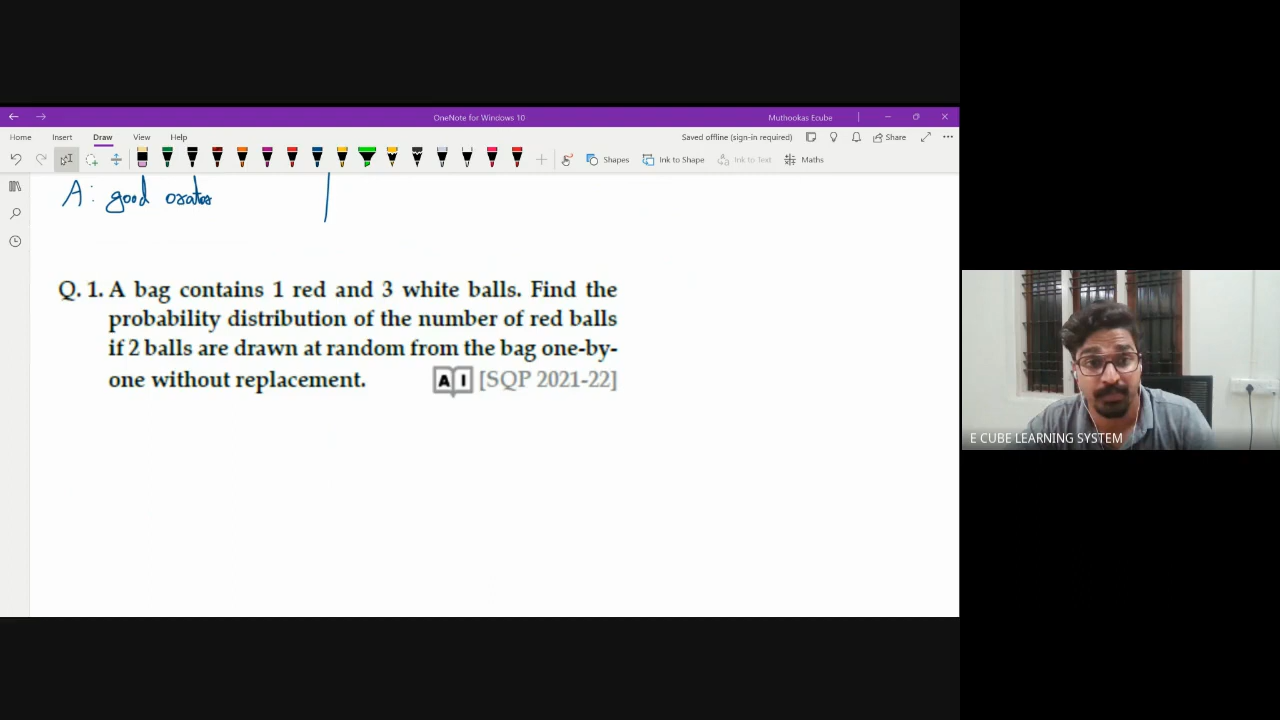 OneNote for Windows 10
Muthookas Ecube
Home Insert Draw View Help
Saved offline (sign-in required)
Share
Shapes
Ink to Shape
Ink to Text
Maths
A: good orator
Q. 1. A bag contains 1 red and 3 white balls. Find the
probability distribution of the number of red balls
if 2 balls are drawn at random from the bag one-by-
one without replacement. AI [SQP 2021-22]
E CUBE LEARNING SYSTEM